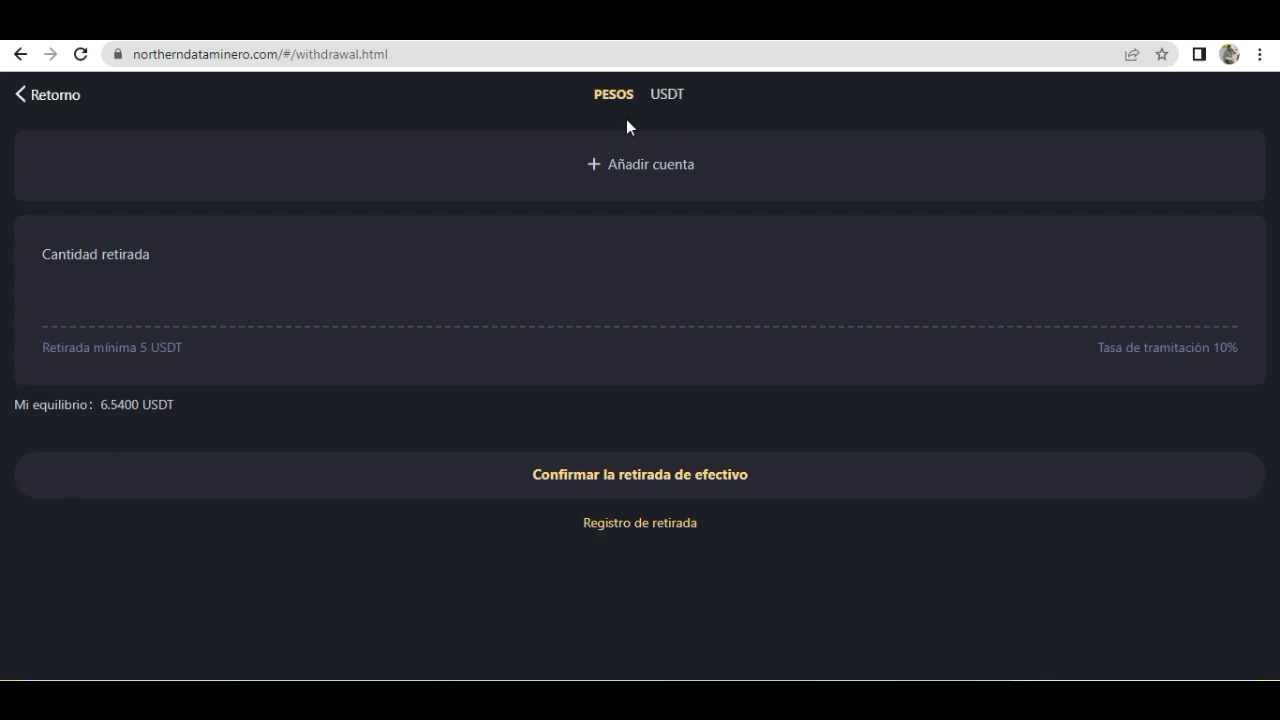 northerndataminero.com/#/withdrawal.html
Retorno
PESOS USDT
+ Añadir cuenta
Cantidad retirada
Retirada mínima 5 USDT
Tasa de tramitación 10%
Mi equilibrio: 6.5400 USDT
Confirmar la retirada de efectivo
Registro de retirada